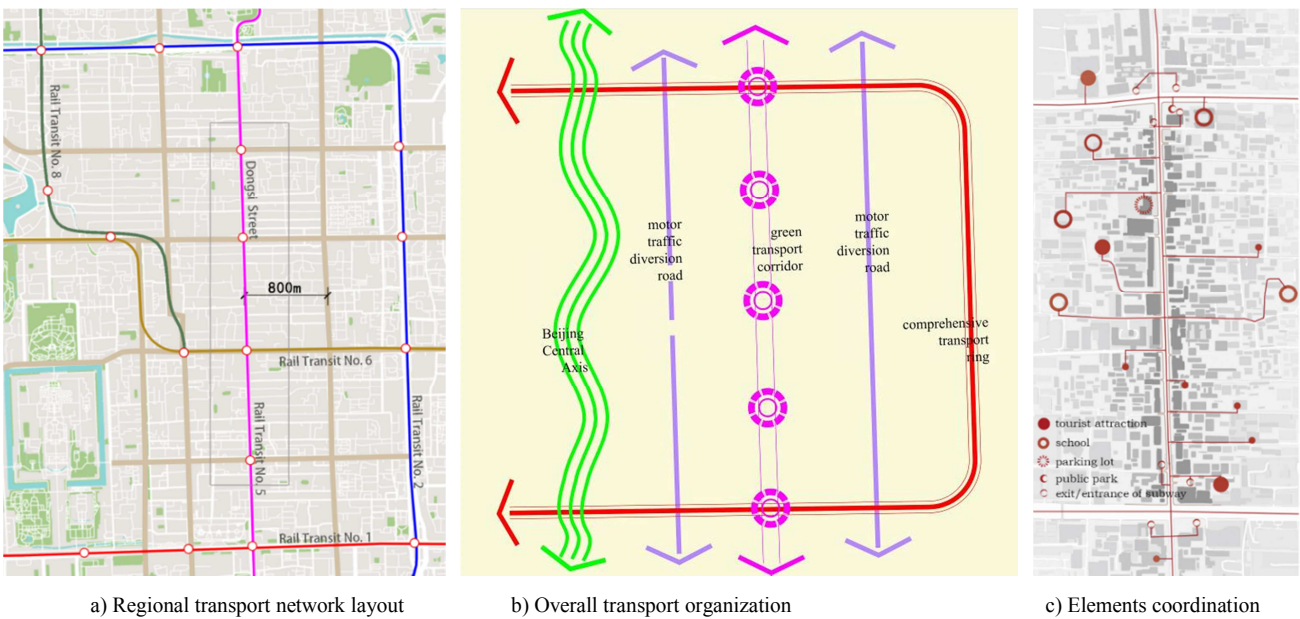 Rail Transit No. 8
Dongsi Street
800m
Rail Transit No. 6
Rail Transit No. 5
Rail Transit No. 2
Rail Transit No. 1
motor
traffic
diversion
road
green
transport
corridor
motor
traffic
diversion
road
Beijing
Central
Axis
comprehensive
transport
ring
tourist attraction
school
parking lot
public park
exit/entrance of subway
a) Regional transport network layout
b) Overall transport organization
c) Elements coordination